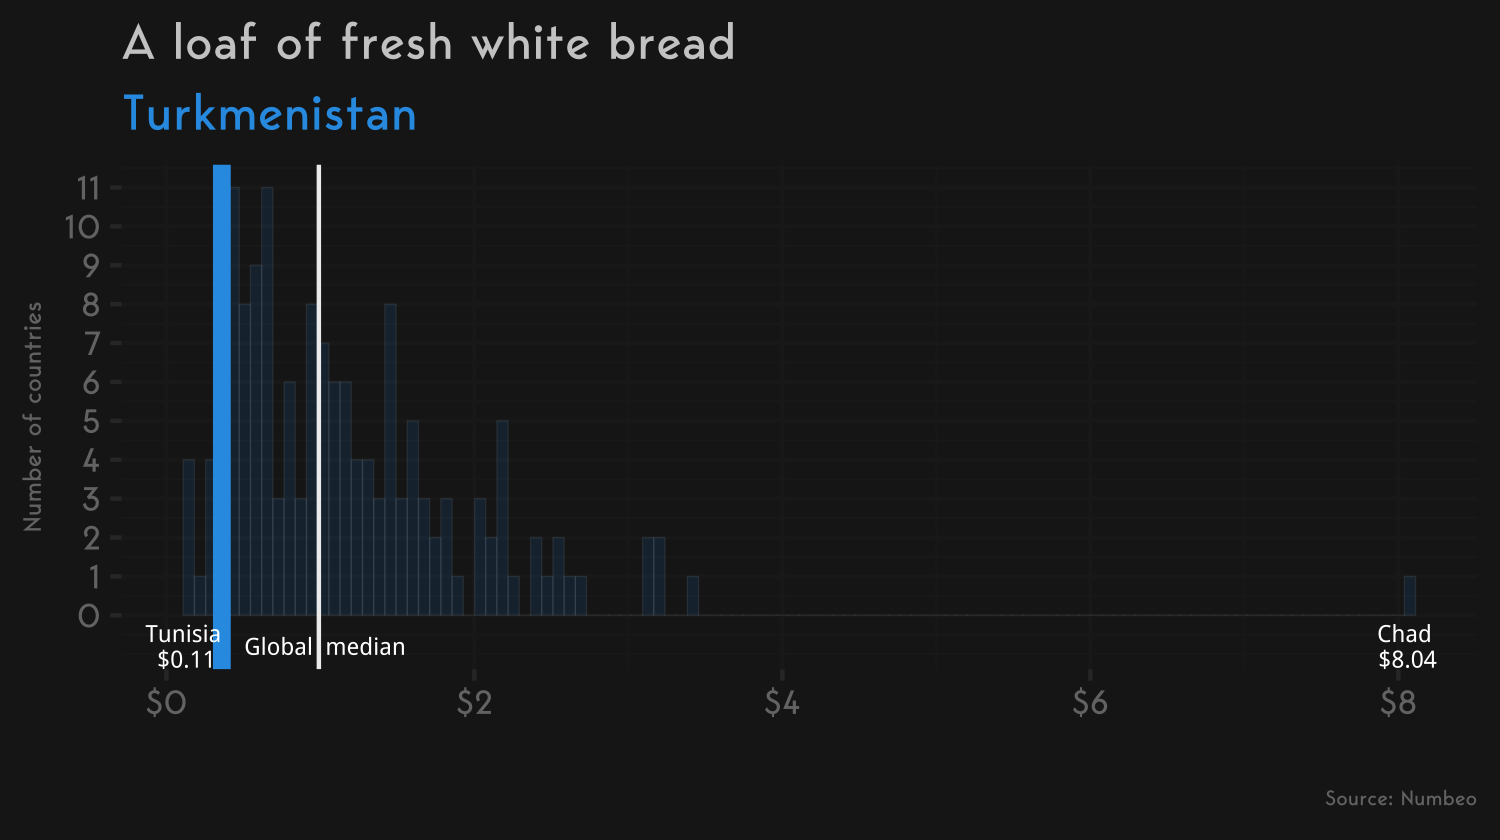 A loaf of fresh white bread
Turkmenistan
Number of countries
11
10
9
8
7
6
5
4
3
2
1
0
Tunisia
$0.11
Global median
Chad
$8.04
$0 $2 $4 $6 $8
Source: Numbeo